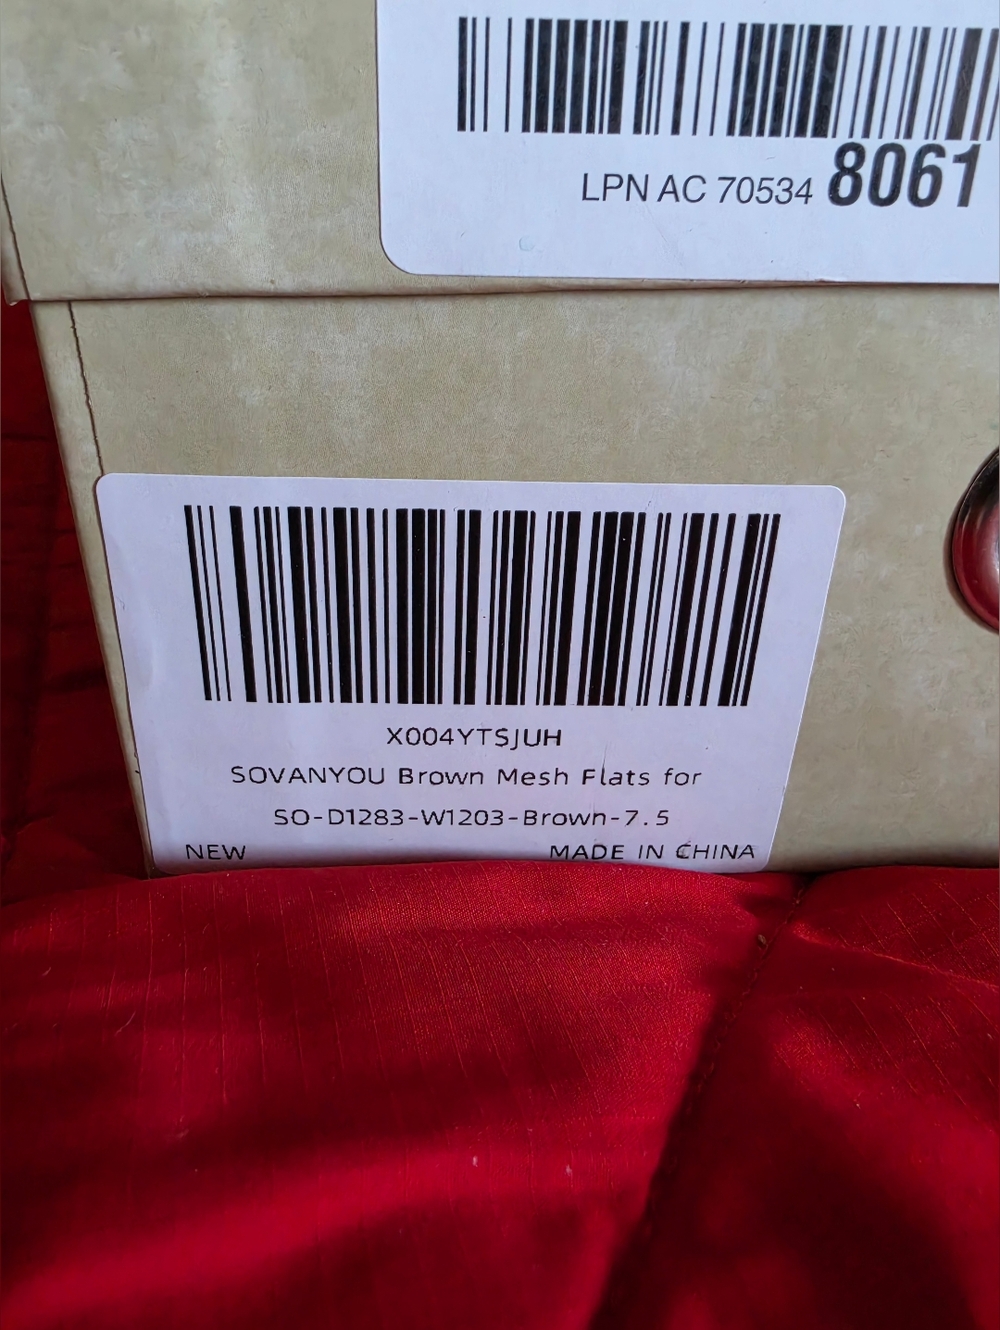 LPN AC 70534 8061
X004YTSJUH
SOVANYOU Brown Mesh Flats for
SO-D1283-W1203-Brown-7.5
NEW MADE IN CHINA